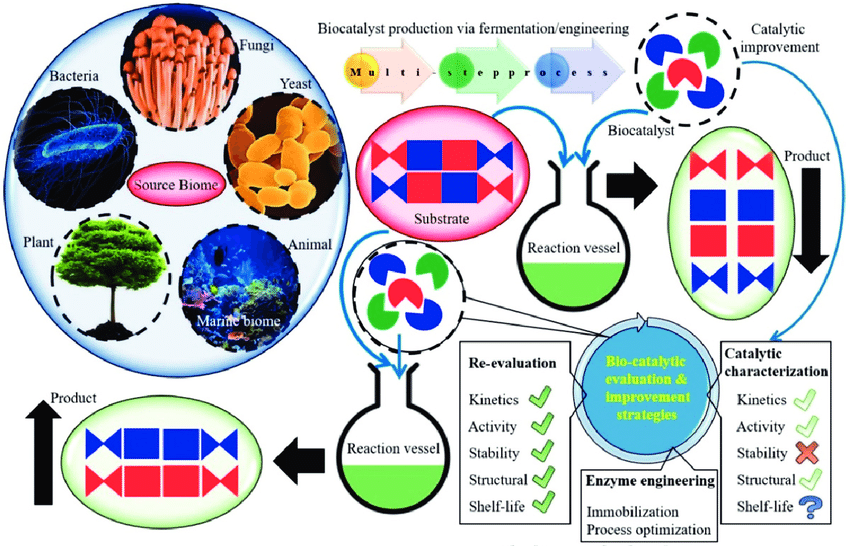 Fungi
Bacteria
Yeast
Source Biome
Plant
Animal
Marine biome
Biocatalyst production via fermentation/engineering
Multi-stepprocess
Catalytic
improvement
Biocatalyst
Substrate
Product
Reaction vessel
Re-evaluation
Kinetics
Activity
Stability
Structural
Shelf-life
Bio-catalytic
evaluation &
improvement
strategies
Catalytic
characterization
Kinetics
Activity
Stability
Structural
Shelf-life
?
Enzyme engineering
Immobilization
Process optimization
Product
Reaction vessel